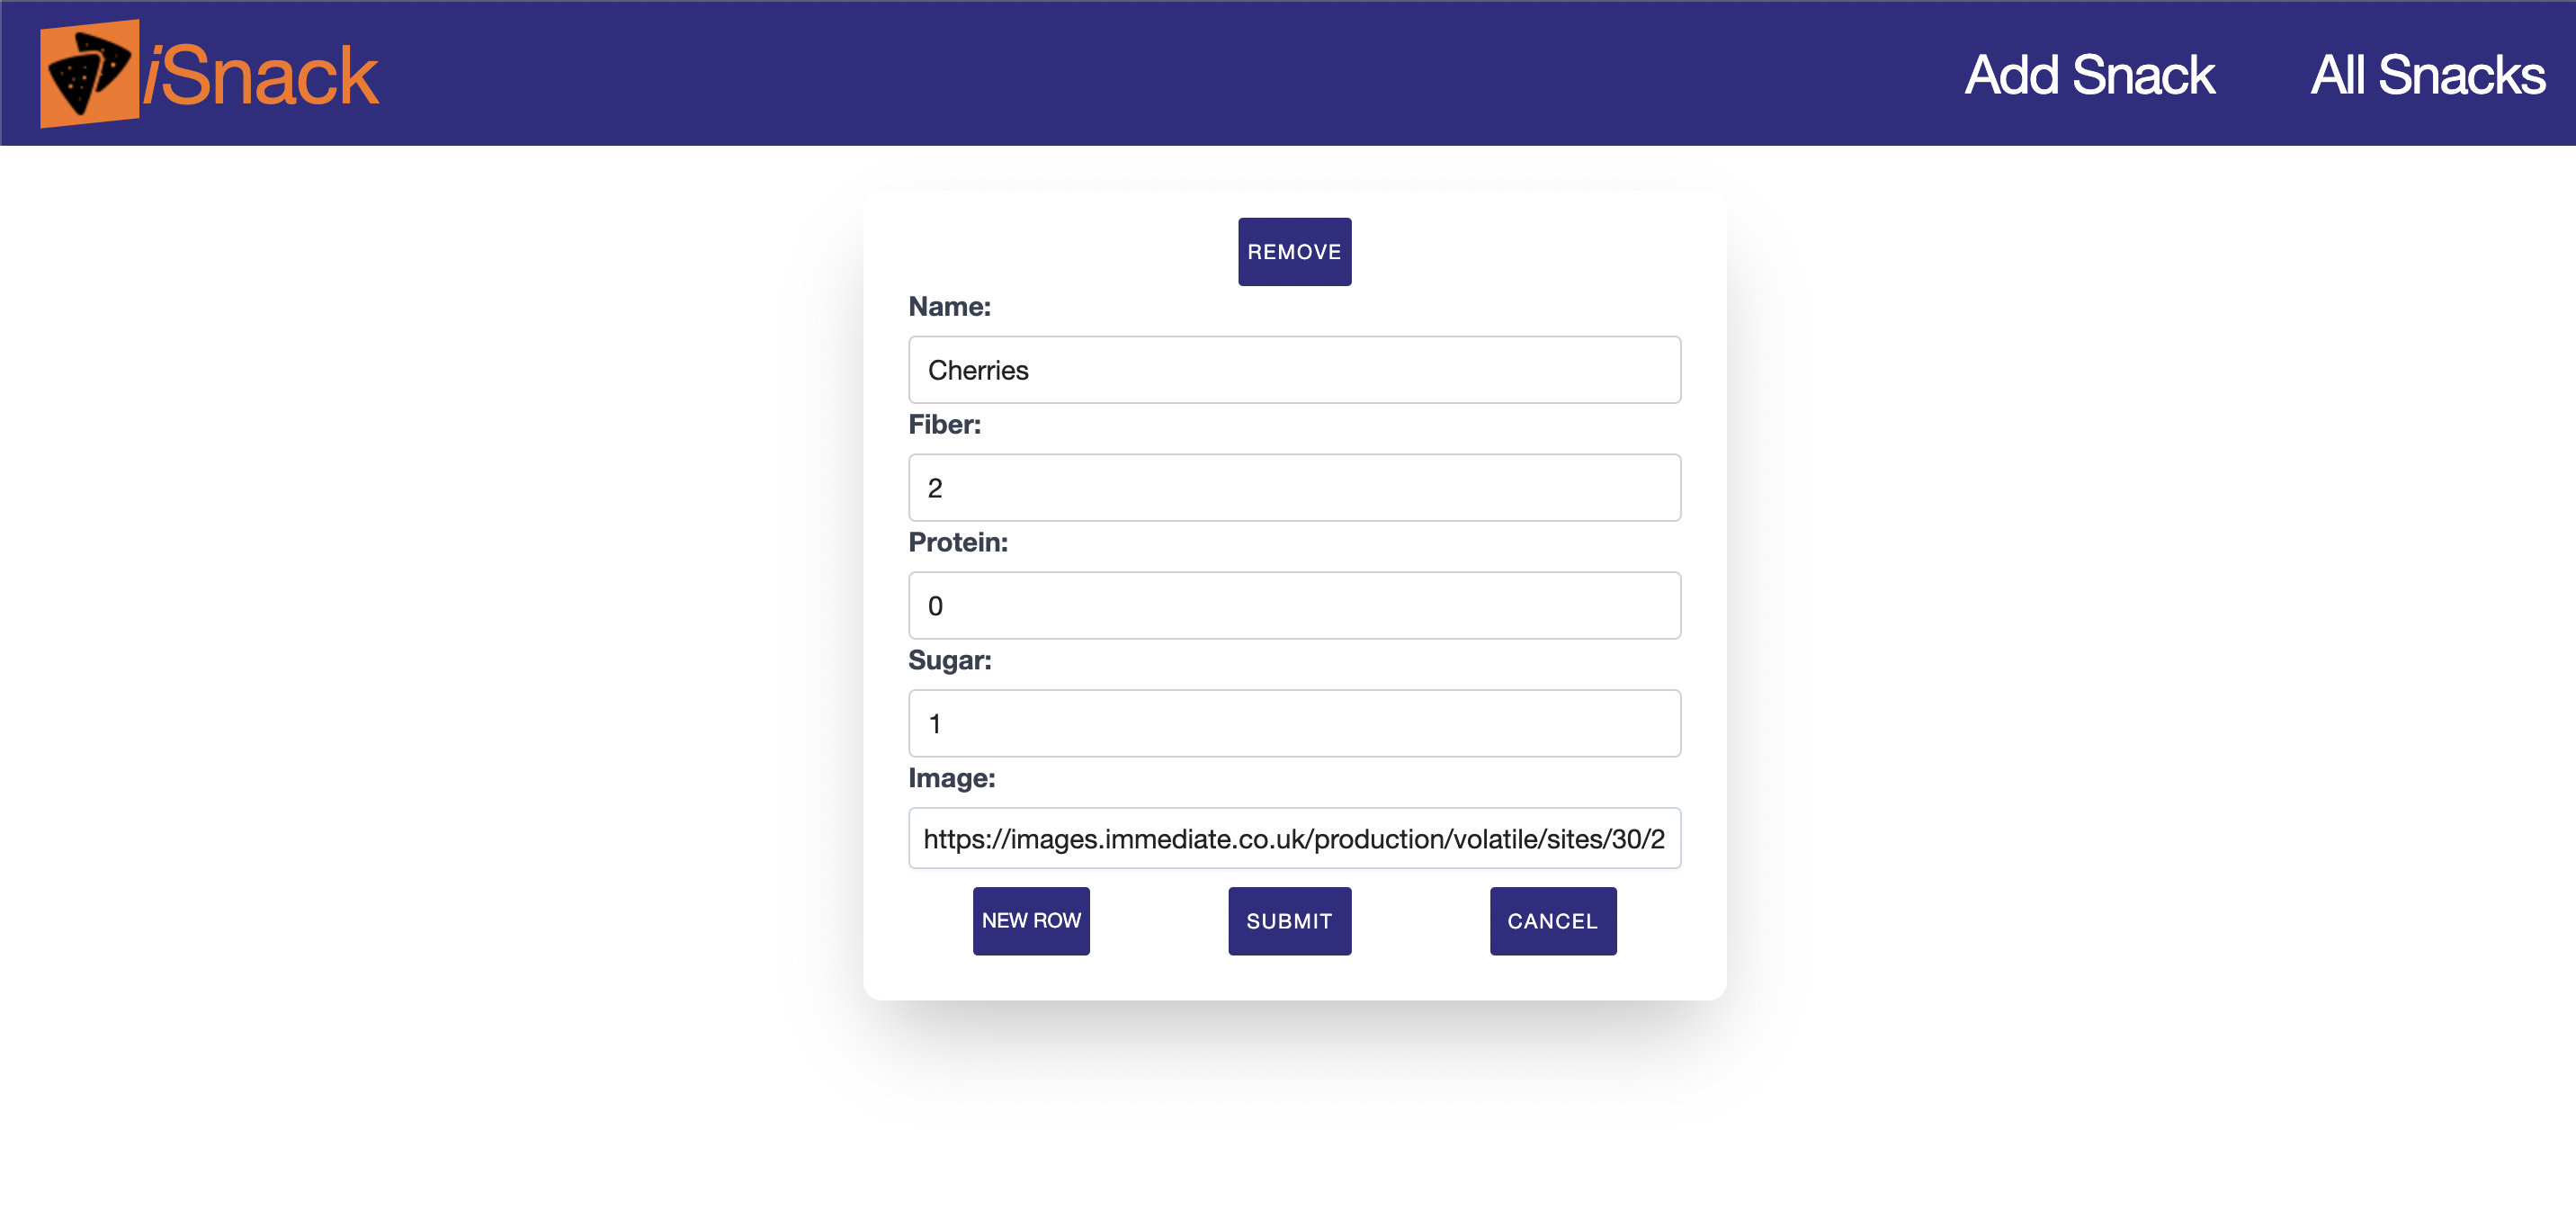 iSnack Add Snack All Snacks
REMOVE
Name:
Cherries
Fiber:
2
Protein:
0
Sugar:
1
Image:
https://images.immediate.co.uk/production/volatile/sites/30/2
NEW ROW SUBMIT CANCEL